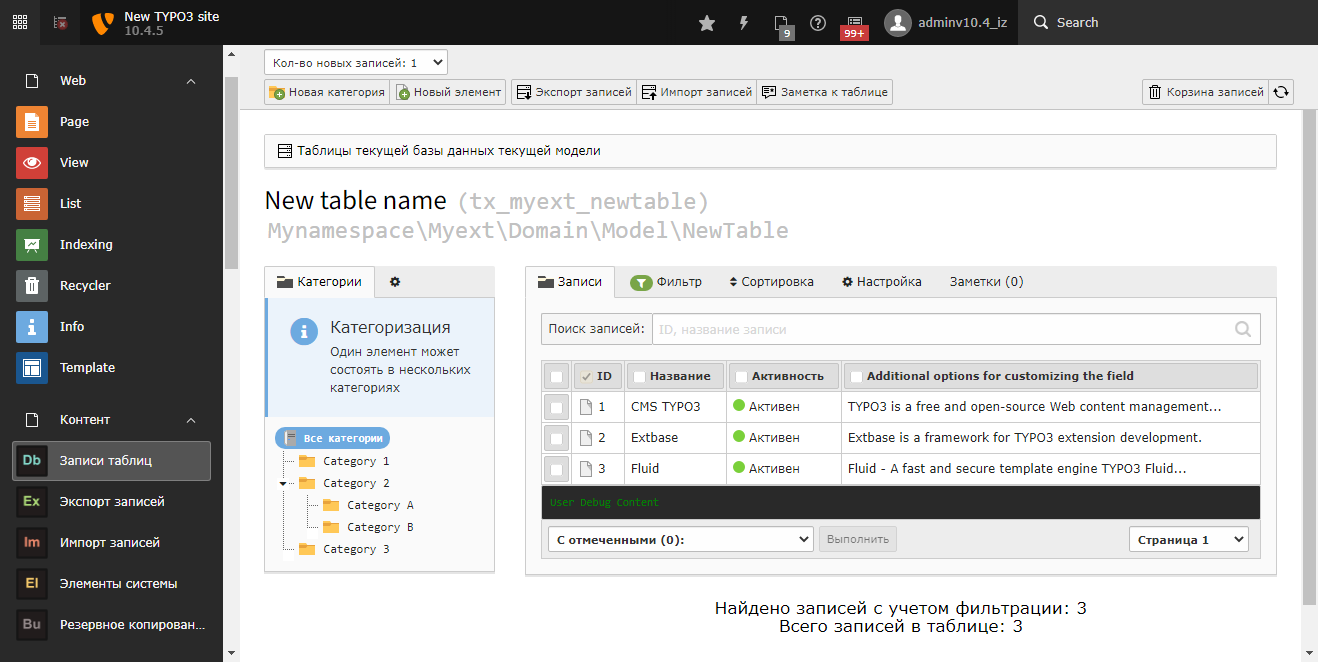 New TYPO3 site
10.4.5
9
99+
adminv10.4_iz
Search
Web
Page
View
List
Indexing
Recycler
Info
Template
Контент
Db Записи таблиц
Ex Экспорт записей
Im Импорт записей
El Элементы системы
Bu Резервное копирован...
Кол-во новых записей: 1
Новая категория
Новый элемент
Экспорт записей
Импорт записей
Заметка к таблице
Корзина записей
Таблицы текущей базы данных текущей модели
New table name (tx_myext_newtable)
Mynamespace\Myext\Domain\Model\NewTable
Категории
Категоризация
Один элемент может
состоять в нескольких
категориях
Все категории
Category 1
Category 2
Category A
Category B
Category 3
Записи Фильтр Сортировка Настройка Заметки (0)
Поиск записей: ID, название записи
ID Название Активность Additional options for customizing the field
1 CMS TYPO3 Активен TYPO3 is a free and open-source Web content management...
2 Extbase Активен Extbase is a framework for TYPO3 extension development.
3 Fluid Активен Fluid - A fast and secure template engine TYPO3 Fluid...
User Debug Content
С отмеченными (0): Выполнить Страница 1
Найдено записей с учетом фильтрации: 3
Всего записей в таблице: 3